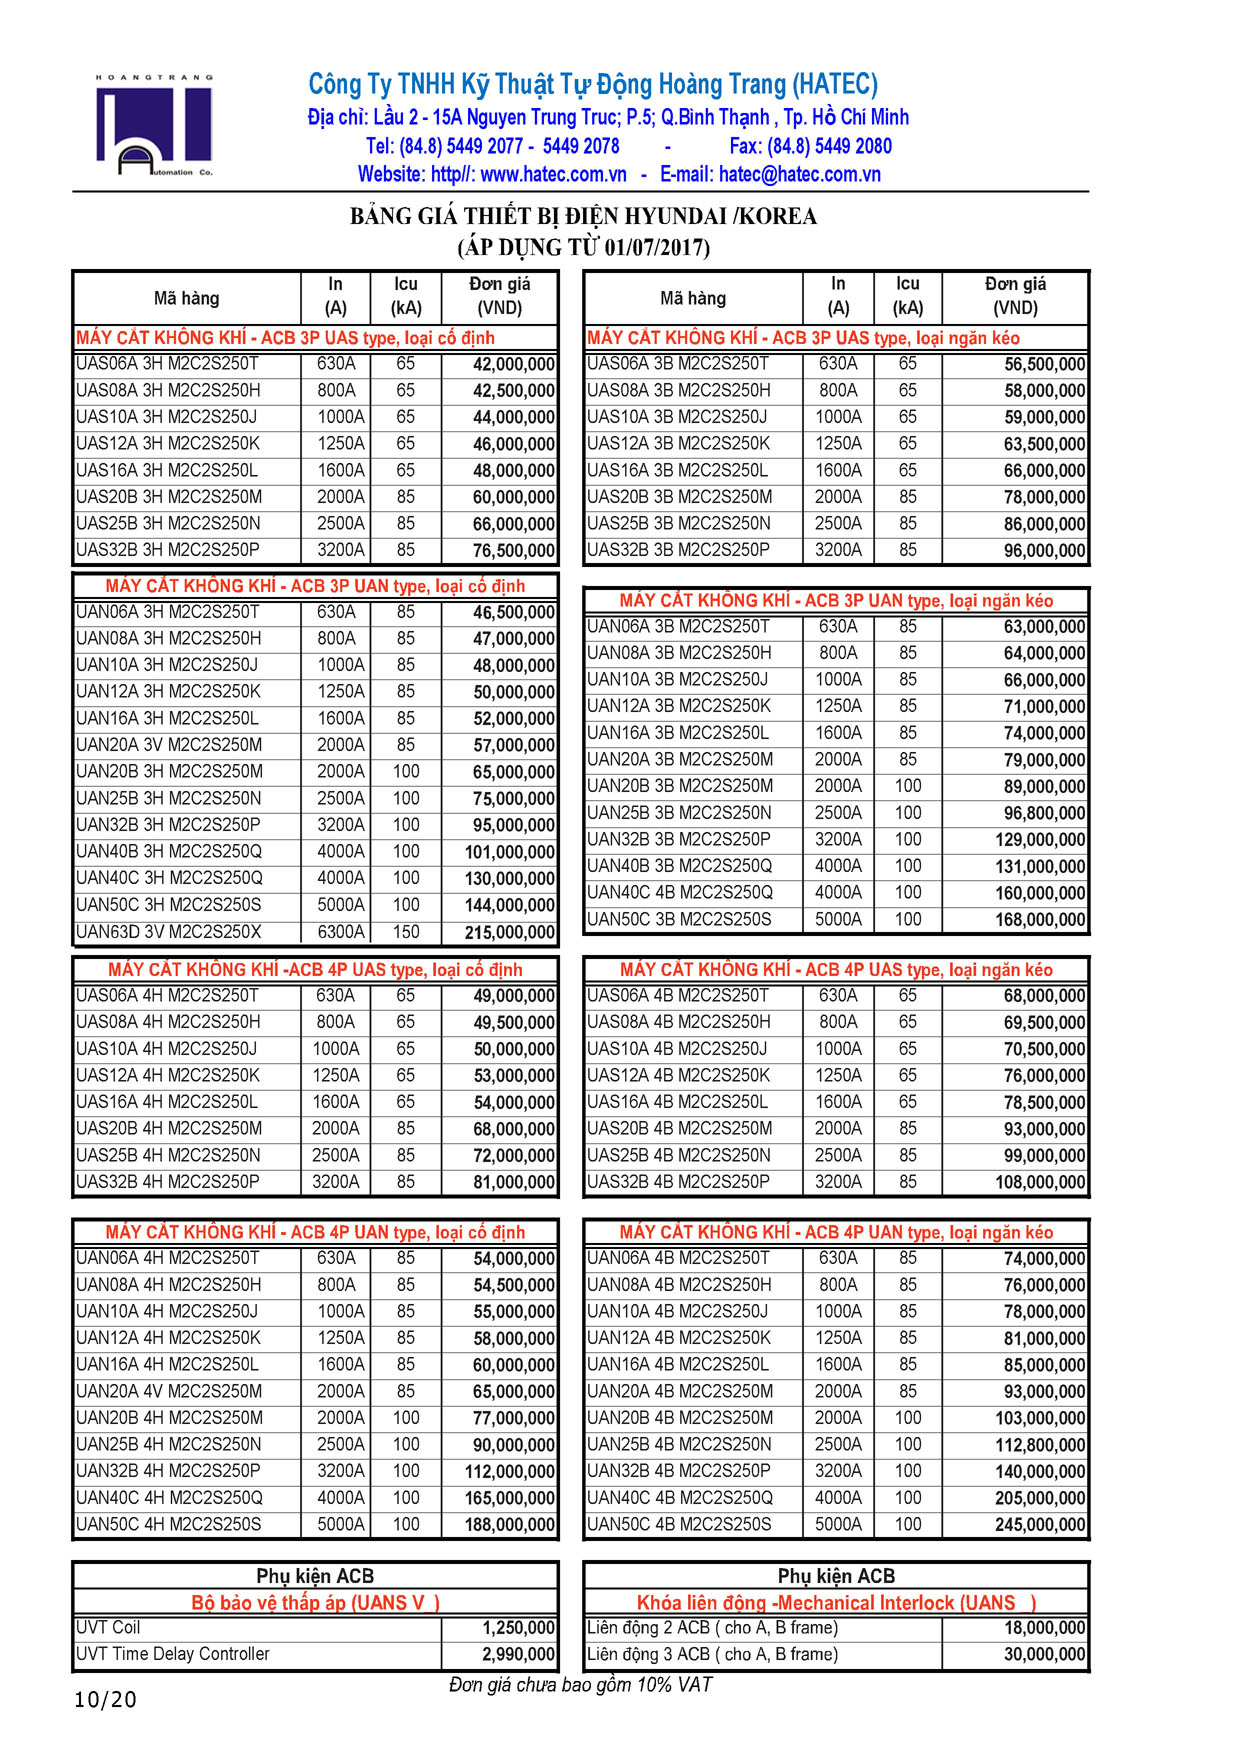 HOANGTRANG
Automation Co.
Công Ty TNHH Kỹ Thuật Tự Động Hoàng Trang (HATEC)
Địa chỉ: Lầu 2 - 15A Nguyen Trung Truc; P.5; Q.Bình Thạnh , Tp. Hồ Chí Minh
Tel: (84.8) 5449 2077 - 5449 2078 - Fax: (84.8) 5449 2080
Website: http//: www.hatec.com.vn - E-mail: hatec@hatec.com.vn
BẢNG GIÁ THIẾT BỊ ĐIỆN HYUNDAI /KOREA
(ÁP DỤNG TỪ 01/07/2017)
Mã hàng In (A) Icu (kA) Đơn giá (VND)
MÁY CẮT KHÔNG KHÍ - ACB 3P UAS type, loại cố định
UAS06A 3H M2C2S250T 630A 65 42,000,000
UAS08A 3H M2C2S250H 800A 65 42,500,000
UAS10A 3H M2C2S250J 1000A 65 44,000,000
UAS12A 3H M2C2S250K 1250A 65 46,000,000
UAS16A 3H M2C2S250L 1600A 65 48,000,000
UAS20B 3H M2C2S250M 2000A 85 60,000,000
UAS25B 3H M2C2S250N 2500A 85 66,000,000
UAS32B 3H M2C2S250P 3200A 85 76,500,000
MÁY CẮT KHÔNG KHÍ - ACB 3P UAN type, loại cố định
UAN06A 3H M2C2S250T 630A 85 46,500,000
UAN08A 3H M2C2S250H 800A 85 47,000,000
UAN10A 3H M2C2S250J 1000A 85 48,000,000
UAN12A 3H M2C2S250K 1250A 85 50,000,000
UAN16A 3H M2C2S250L 1600A 85 52,000,000
UAN20A 3V M2C2S250M 2000A 85 57,000,000
UAN20B 3H M2C2S250M 2000A 100 65,000,000
UAN25B 3H M2C2S250N 2500A 100 75,000,000
UAN32B 3H M2C2S250P 3200A 100 95,000,000
UAN40B 3H M2C2S250Q 4000A 100 101,000,000
UAN40C 3H M2C2S250Q 4000A 100 130,000,000
UAN50C 3H M2C2S250S 5000A 100 144,000,000
UAN63D 3V M2C2S250X 6300A 150 215,000,000
MÁY CẮT KHÔNG KHÍ -ACB 4P UAS type, loại cố định
UAS06A 4H M2C2S250T 630A 65 49,000,000
UAS08A 4H M2C2S250H 800A 65 49,500,000
UAS10A 4H M2C2S250J 1000A 65 50,000,000
UAS12A 4H M2C2S250K 1250A 65 53,000,000
UAS16A 4H M2C2S250L 1600A 65 54,000,000
UAS20B 4H M2C2S250M 2000A 85 68,000,000
UAS25B 4H M2C2S250N 2500A 85 72,000,000
UAS32B 4H M2C2S250P 3200A 85 81,000,000
MÁY CẮT KHÔNG KHÍ - ACB 4P UAN type, loại cố định
UAN06A 4H M2C2S250T 630A 85 54,000,000
UAN08A 4H M2C2S250H 800A 85 54,500,000
UAN10A 4H M2C2S250J 1000A 85 55,000,000
UAN12A 4H M2C2S250K 1250A 85 58,000,000
UAN16A 4H M2C2S250L 1600A 85 60,000,000
UAN20A 4V M2C2S250M 2000A 85 65,000,000
UAN20B 4H M2C2S250M 2000A 100 77,000,000
UAN25B 4H M2C2S250N 2500A 100 90,000,000
UAN32B 4H M2C2S250P 3200A 100 112,000,000
UAN40C 4H M2C2S250Q 4000A 100 165,000,000
UAN50C 4H M2C2S250S 5000A 100 188,000,000
Phụ kiện ACB
Bộ bảo vệ thấp áp (UANS V_)
UVT Coil 1,250,000
UVT Time Delay Controller 2,990,000
Mã hàng In (A) Icu (kA) Đơn giá (VND)
MÁY CẮT KHÔNG KHÍ - ACB 3P UAS type, loại ngăn kéo
UAS06A 3B M2C2S250T 630A 65 56,500,000
UAS08A 3B M2C2S250H 800A 65 58,000,000
UAS10A 3B M2C2S250J 1000A 65 59,000,000
UAS12A 3B M2C2S250K 1250A 65 63,500,000
UAS16A 3B M2C2S250L 1600A 65 66,000,000
UAS20B 3B M2C2S250M 2000A 85 78,000,000
UAS25B 3B M2C2S250N 2500A 85 86,000,000
UAS32B 3B M2C2S250P 3200A 85 96,000,000
MÁY CẮT KHÔNG KHÍ - ACB 3P UAN type, loại ngăn kéo
UAN06A 3B M2C2S250T 630A 85 63,000,000
UAN08A 3B M2C2S250H 800A 85 64,000,000
UAN10A 3B M2C2S250J 1000A 85 66,000,000
UAN12A 3B M2C2S250K 1250A 85 71,000,000
UAN16A 3B M2C2S250L 1600A 85 74,000,000
UAN20A 3B M2C2S250M 2000A 85 79,000,000
UAN20B 3B M2C2S250M 2000A 100 89,000,000
UAN25B 3B M2C2S250N 2500A 100 96,800,000
UAN32B 3B M2C2S250P 3200A 100 129,000,000
UAN40B 3B M2C2S250Q 4000A 100 131,000,000
UAN40C 4B M2C2S250Q 4000A 100 160,000,000
UAN50C 3B M2C2S250S 5000A 100 168,000,000
MÁY CẮT KHÔNG KHÍ - ACB 4P UAS type, loại ngăn kéo
UAS06A 4B M2C2S250T 630A 65 68,000,000
UAS08A 4B M2C2S250H 800A 65 69,500,000
UAS10A 4B M2C2S250J 1000A 65 70,500,000
UAS12A 4B M2C2S250K 1250A 65 76,000,000
UAS16A 4B M2C2S250L 1600A 65 78,500,000
UAS20B 4B M2C2S250M 2000A 85 93,000,000
UAS25B 4B M2C2S250N 2500A 85 99,000,000
UAS32B 4B M2C2S250P 3200A 85 108,000,000
MÁY CẮT KHÔNG KHÍ - ACB 4P UAN type, loại ngăn kéo
UAN06A 4B M2C2S250T 630A 85 74,000,000
UAN08A 4B M2C2S250H 800A 85 76,000,000
UAN10A 4B M2C2S250J 1000A 85 78,000,000
UAN12A 4B M2C2S250K 1250A 85 81,000,000
UAN16A 4B M2C2S250L 1600A 85 85,000,000
UAN20A 4B M2C2S250M 2000A 85 93,000,000
UAN20B 4B M2C2S250M 2000A 100 103,000,000
UAN25B 4B M2C2S250N 2500A 100 112,800,000
UAN32B 4B M2C2S250P 3200A 100 140,000,000
UAN40C 4B M2C2S250Q 4000A 100 205,000,000
UAN50C 4B M2C2S250S 5000A 100 245,000,000
Phụ kiện ACB
Khóa liên động -Mechanical Interlock (UANS _)
Liên động 2 ACB ( cho A, B frame) 18,000,000
Liên động 3 ACB ( cho A, B frame) 30,000,000
Đơn giá chưa bao gồm 10% VAT
10/20